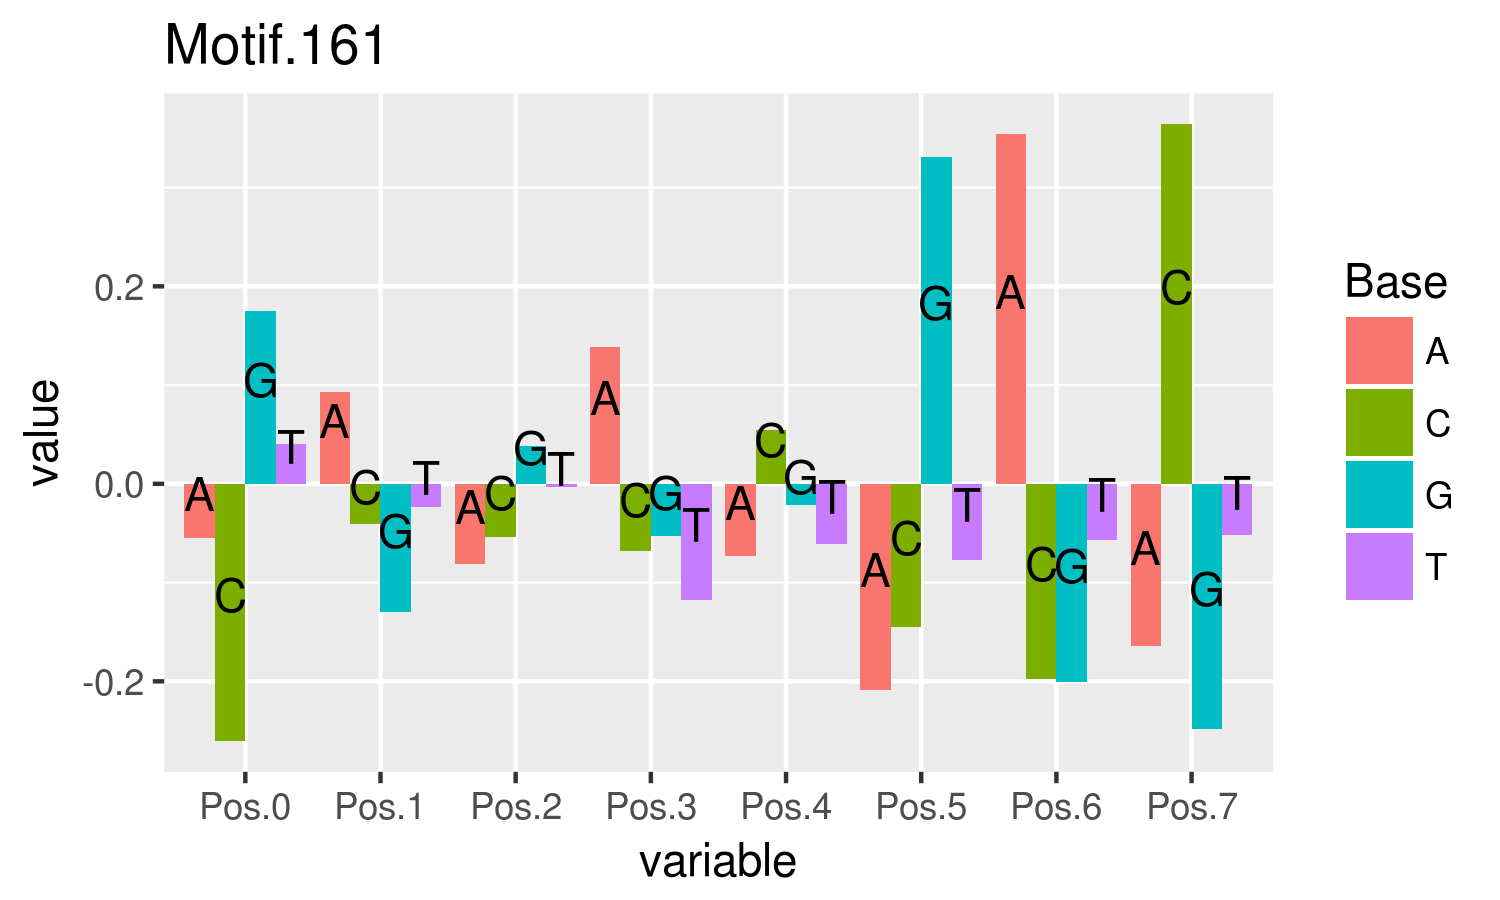 Motif.161
value
0.2
0.0
-0.2
A C G T
A C G T
A C G T
A C G T
A C G T
A C G T
A C G T
A C G T
Pos.0 Pos.1 Pos.2 Pos.3 Pos.4 Pos.5 Pos.6 Pos.7
variable
Base
A
C
G
T